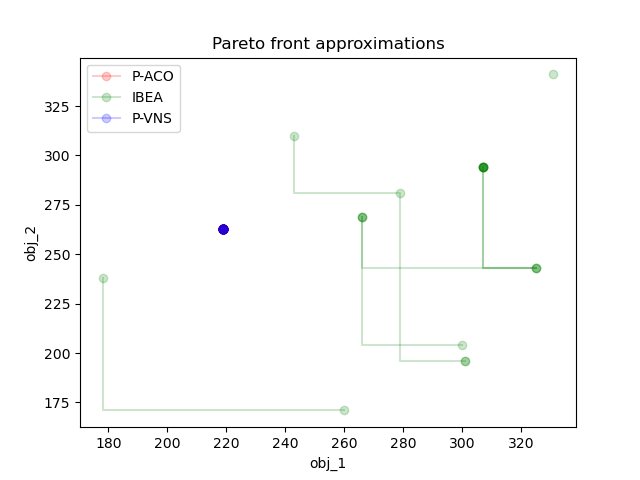 Pareto front approximations
P-ACO
IBEA
P-VNS
obj_2
325
300
275
250
225
200
175
180 200 220 240 260 280 300 320
obj_1